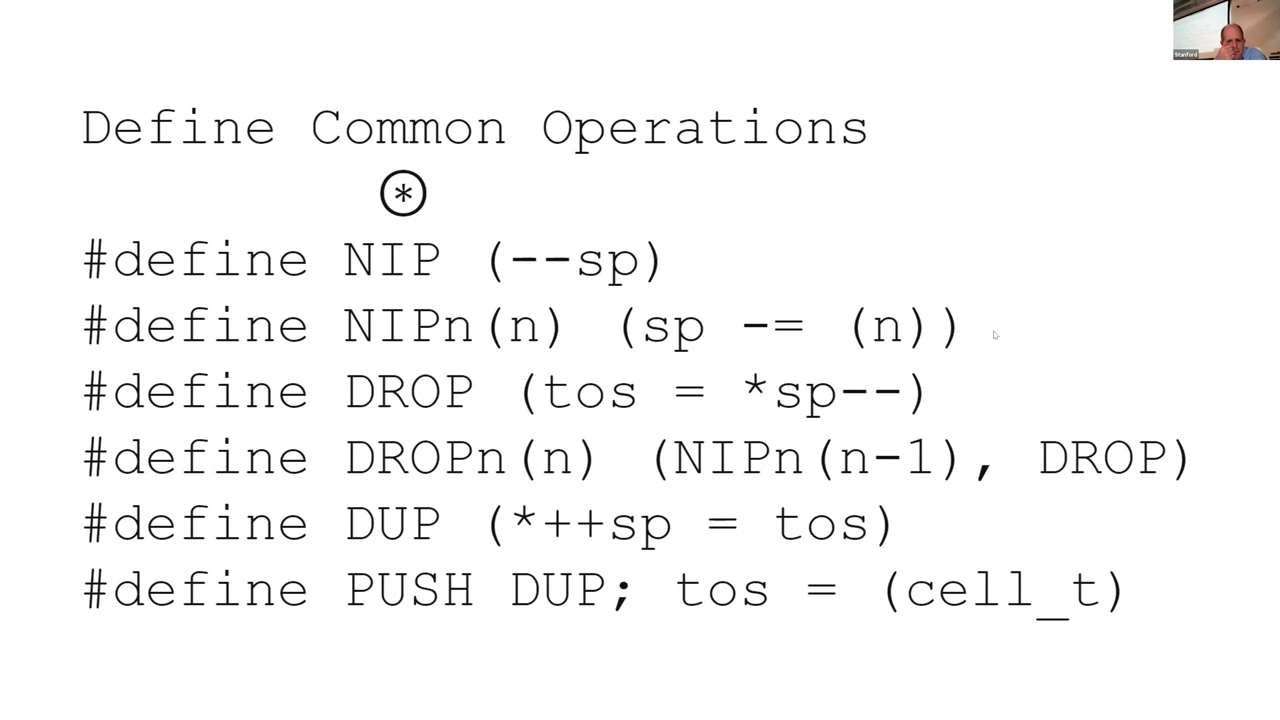 Stanford
Define Common Operations
*
#define NIP (--sp)
#define NIPn(n) (sp -= (n))
#define DROP (tos = *sp--)
#define DROPn(n) (NIPn(n-1), DROP)
#define DUP (*++sp = tos)
#define PUSH DUP; tos = (cell_t)